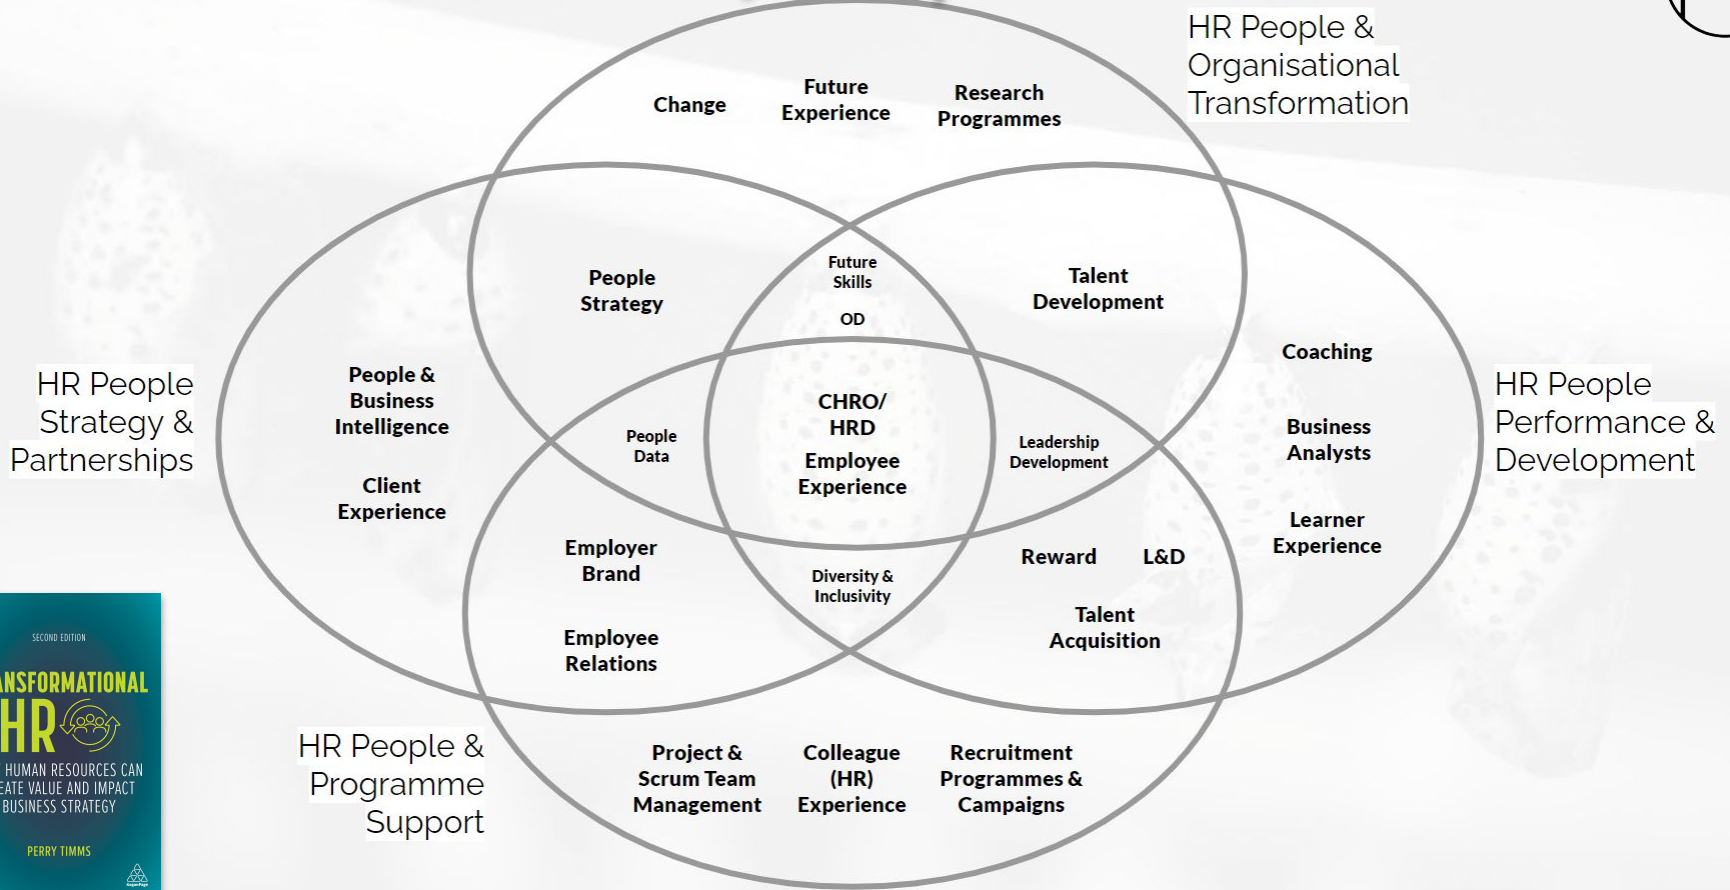 HR People &
Organisational
Transformation
Change
Future
Experience
Research
Programmes
People
Strategy
Future
Skills
OD
Talent
Development
HR People
Strategy &
Partnerships
People &
Business
Intelligence
Client
Experience
People
Data
CHRO/
HRD
Employee
Experience
Leadership
Development
Coaching
Business
Analysts
Learner
Experience
HR People
Performance &
Development
Employer
Brand
Employee
Relations
Diversity &
Inclusivity
Reward
L&D
Talent
Acquisition
HR People &
Programme
Support
Project &
Scrum Team
Management
Colleague
(HR)
Experience
Recruitment
Programmes &
Campaigns
SECOND EDITION
ANSFORMATIONAL
HR
HUMAN RESOURCES CAN
EATE VALUE AND IMPACT
BUSINESS STRATEGY
PERRY TIMMS
KoganPage